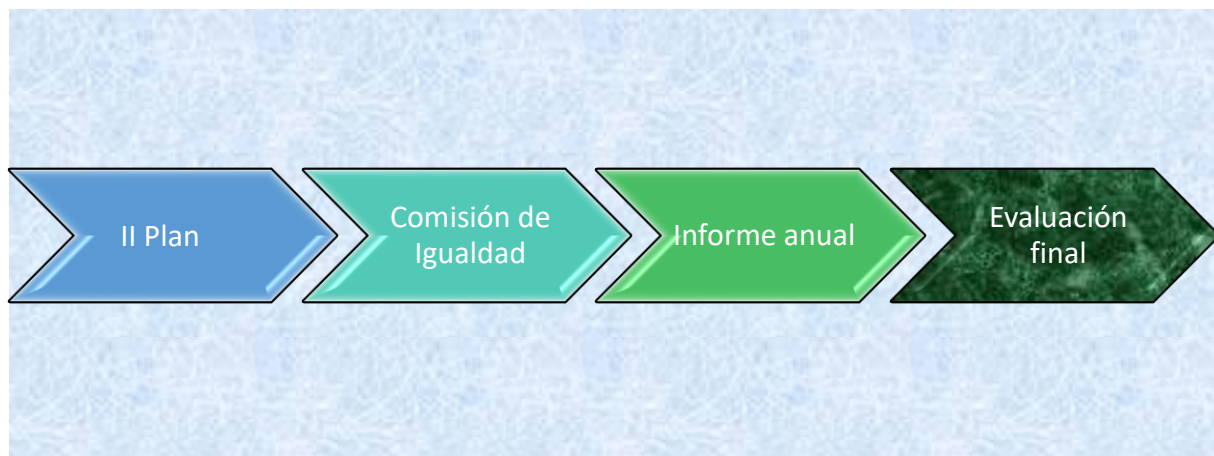 II Plan
Comisión de
Igualdad
Informe anual
Evaluación
final